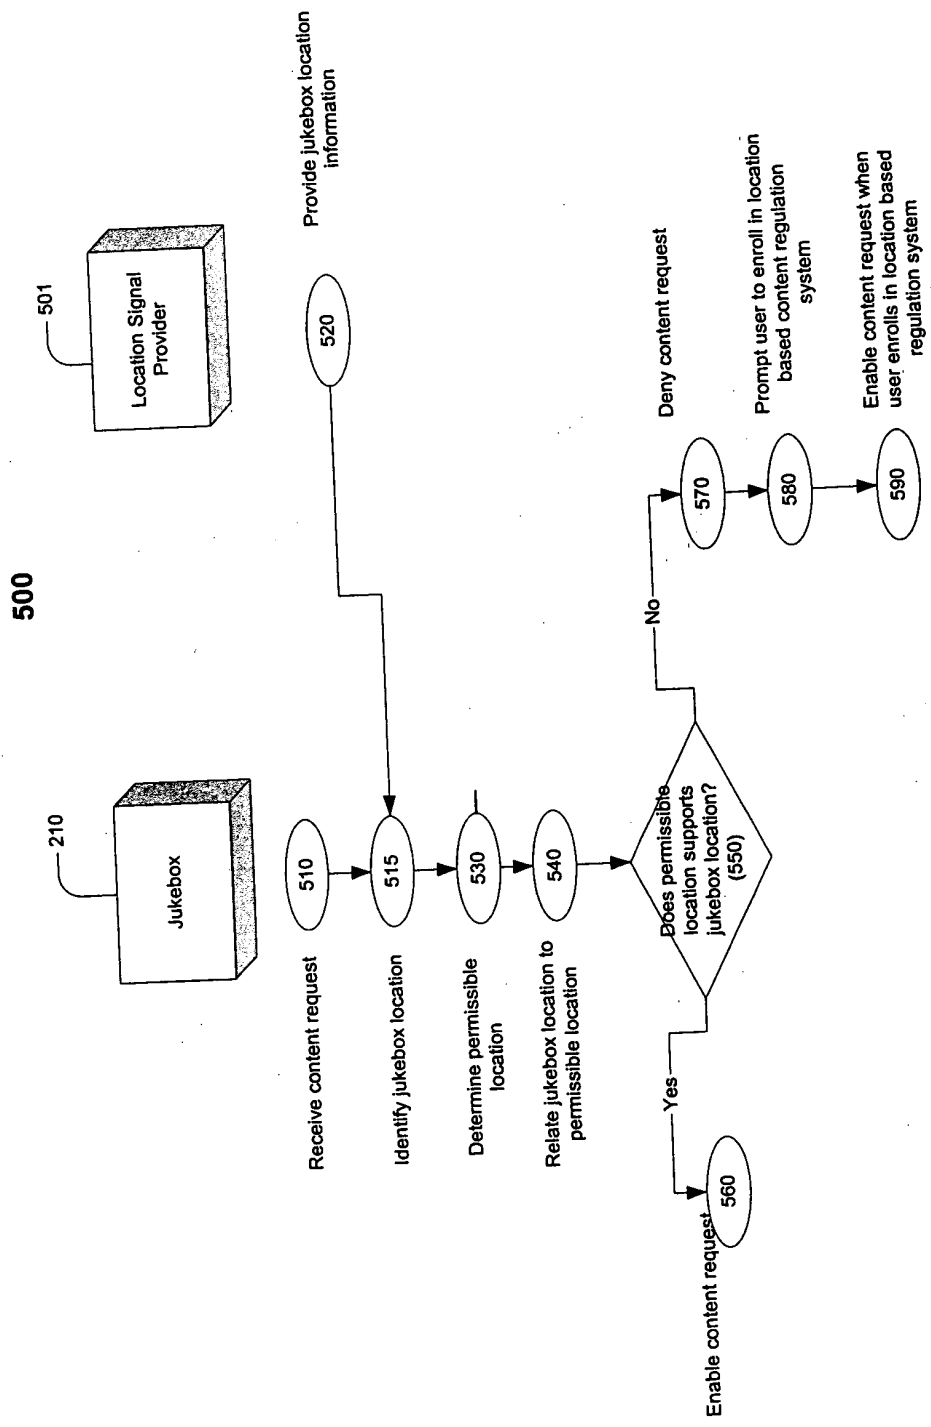 500
210
Jukebox
501
Location Signal
Provider
Receive content request
510
520
Provide jukebox location
information
Identify jukebox location
515
Determine permissible
location
530
Relate jukebox location to
permissible location
540
Does permissible
location supports
jukebox location?
(550)
Yes
No
Enable content request
560
570
Deny content request
580
Prompt user to enroll in location
based content regulation
system
590
Enable content request when
user enrolls in location based
regulation system